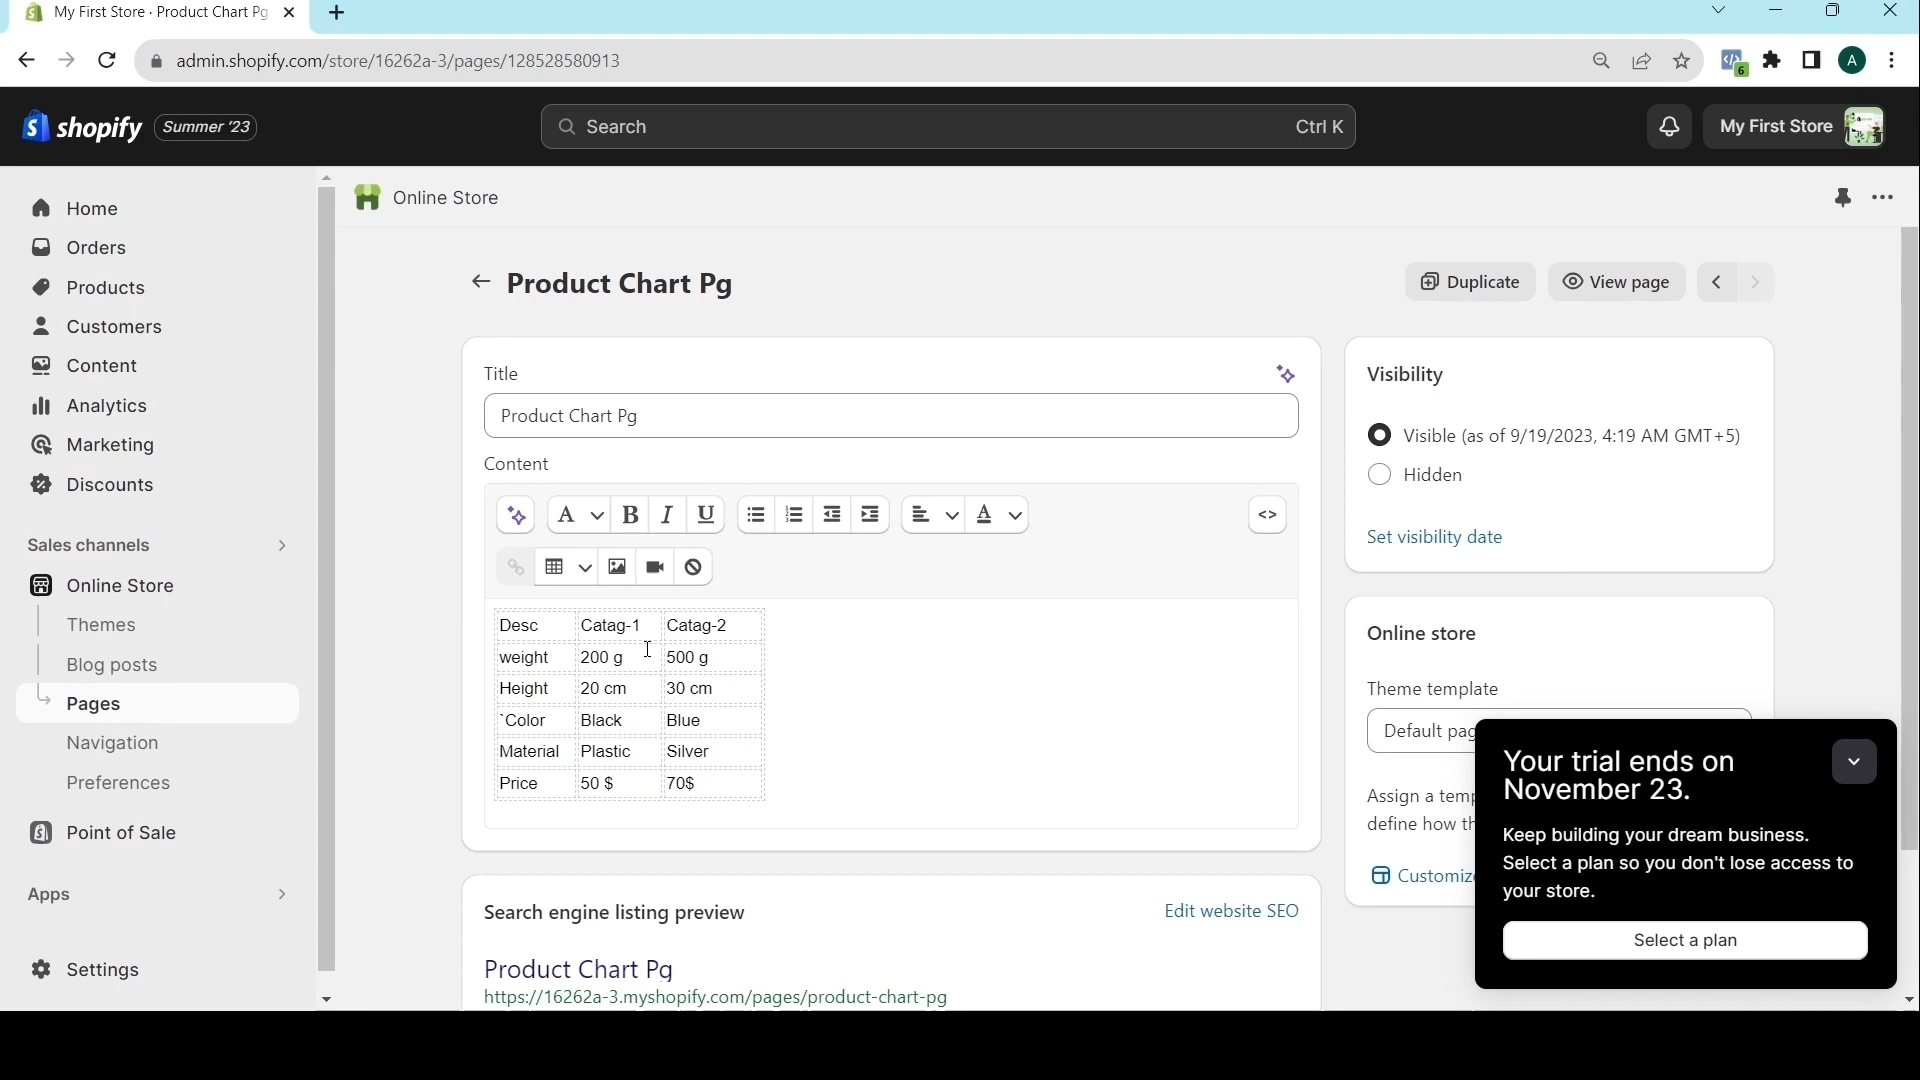 My First Store · Product Chart Pg
admin.shopify.com/store/16262a-3/pages/128528580913
6
A
shopify
Summer '23
Search
Ctrl K
My First Store
Home
Orders
Products
Customers
Content
Analytics
Marketing
Discounts
Sales channels
Online Store
Themes
Blog posts
Pages
Navigation
Preferences
Point of Sale
Apps
Settings
Online Store
Product Chart Pg
Duplicate
View page
Title
Product Chart Pg
Content
A B I U A <>
Desc Catag-1 Catag-2
weight 200 g 500 g
Height 20 cm 30 cm
`Color Black Blue
Material Plastic Silver
Price 50 $ 70$
Search engine listing preview
Edit website SEO
Product Chart Pg
https://16262a-3.myshopify.com/pages/product-chart-pg
Visibility
Visible (as of 9/19/2023, 4:19 AM GMT+5)
Hidden
Set visibility date
Online store
Theme template
Default
Assign a
define how
Your trial ends on
November 23.
Keep building your dream business.
Select a plan so you don't lose access to
your store.
Select a plan